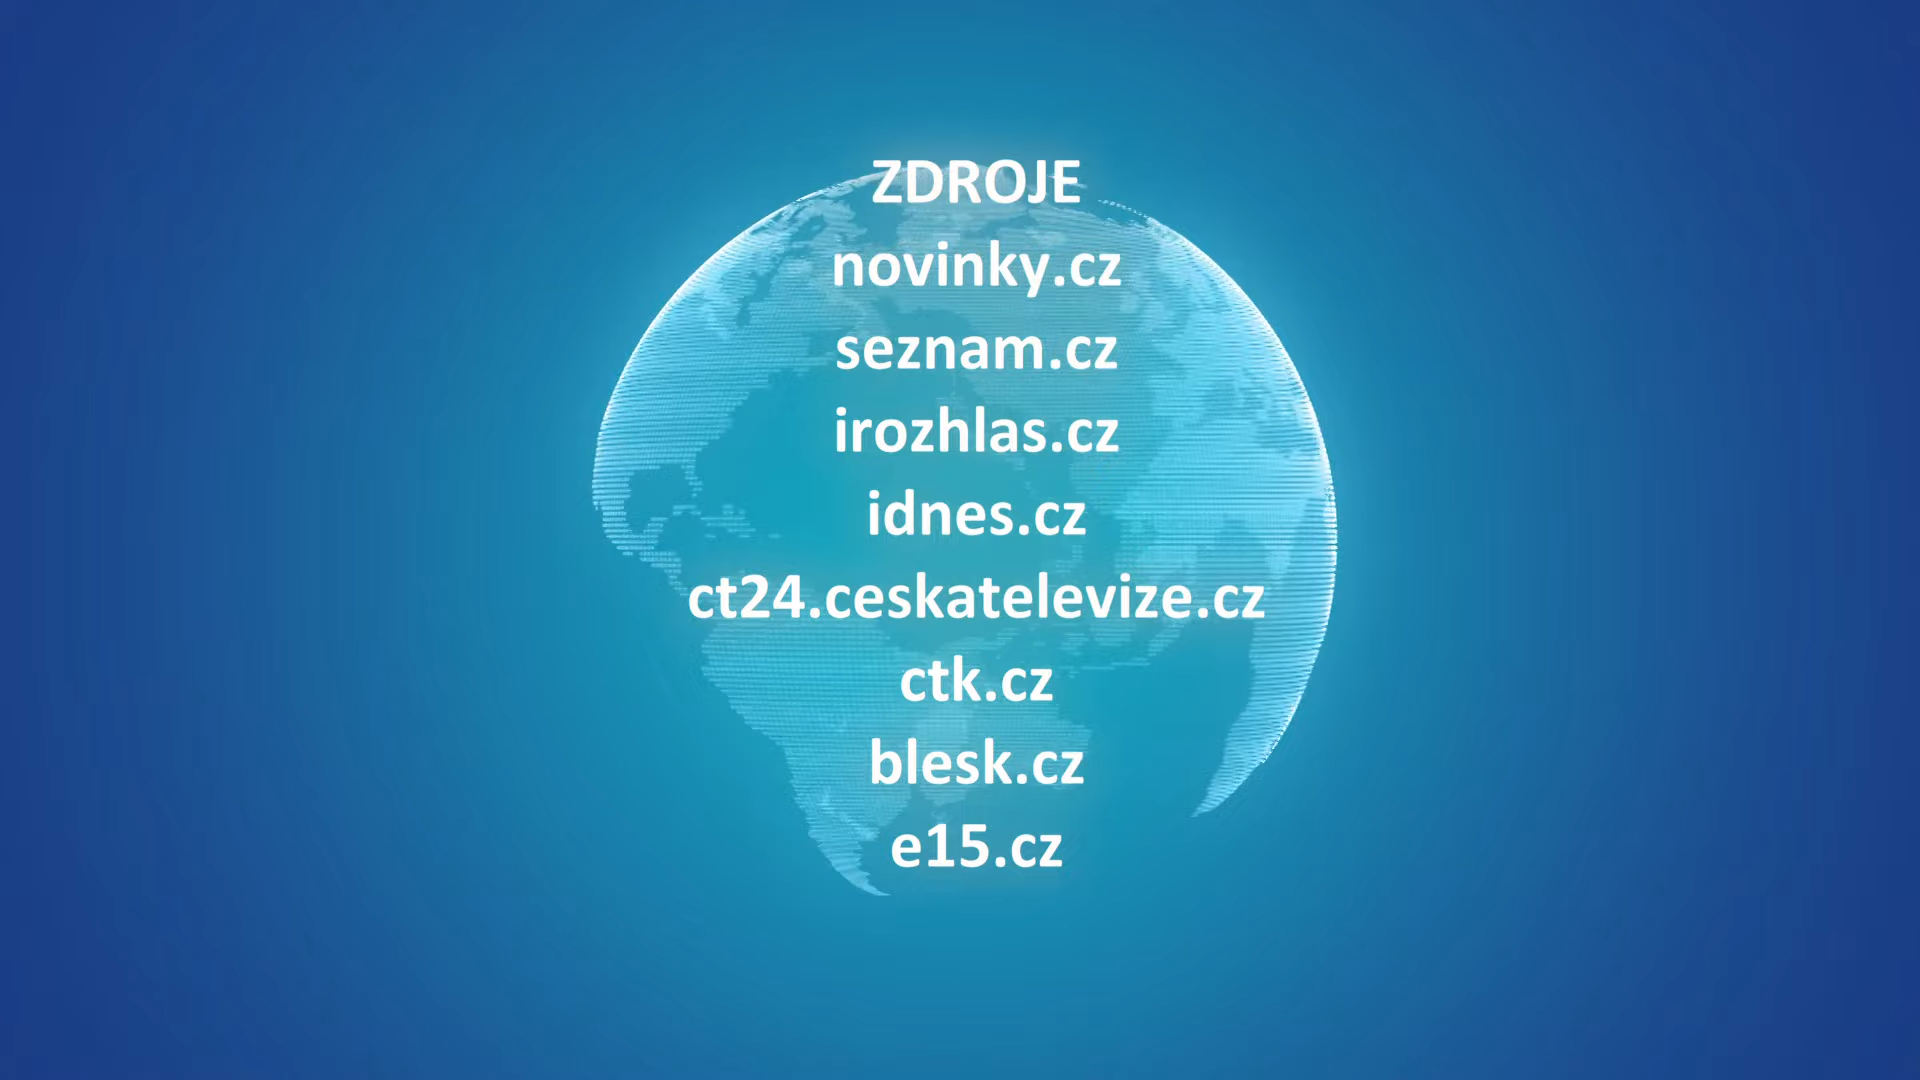 ZDROJE
novinky.cz
seznam.cz
irozhlas.cz
idnes.cz
ct24.ceskatelevize.cz
ctk.cz
blesk.cz
e15.cz